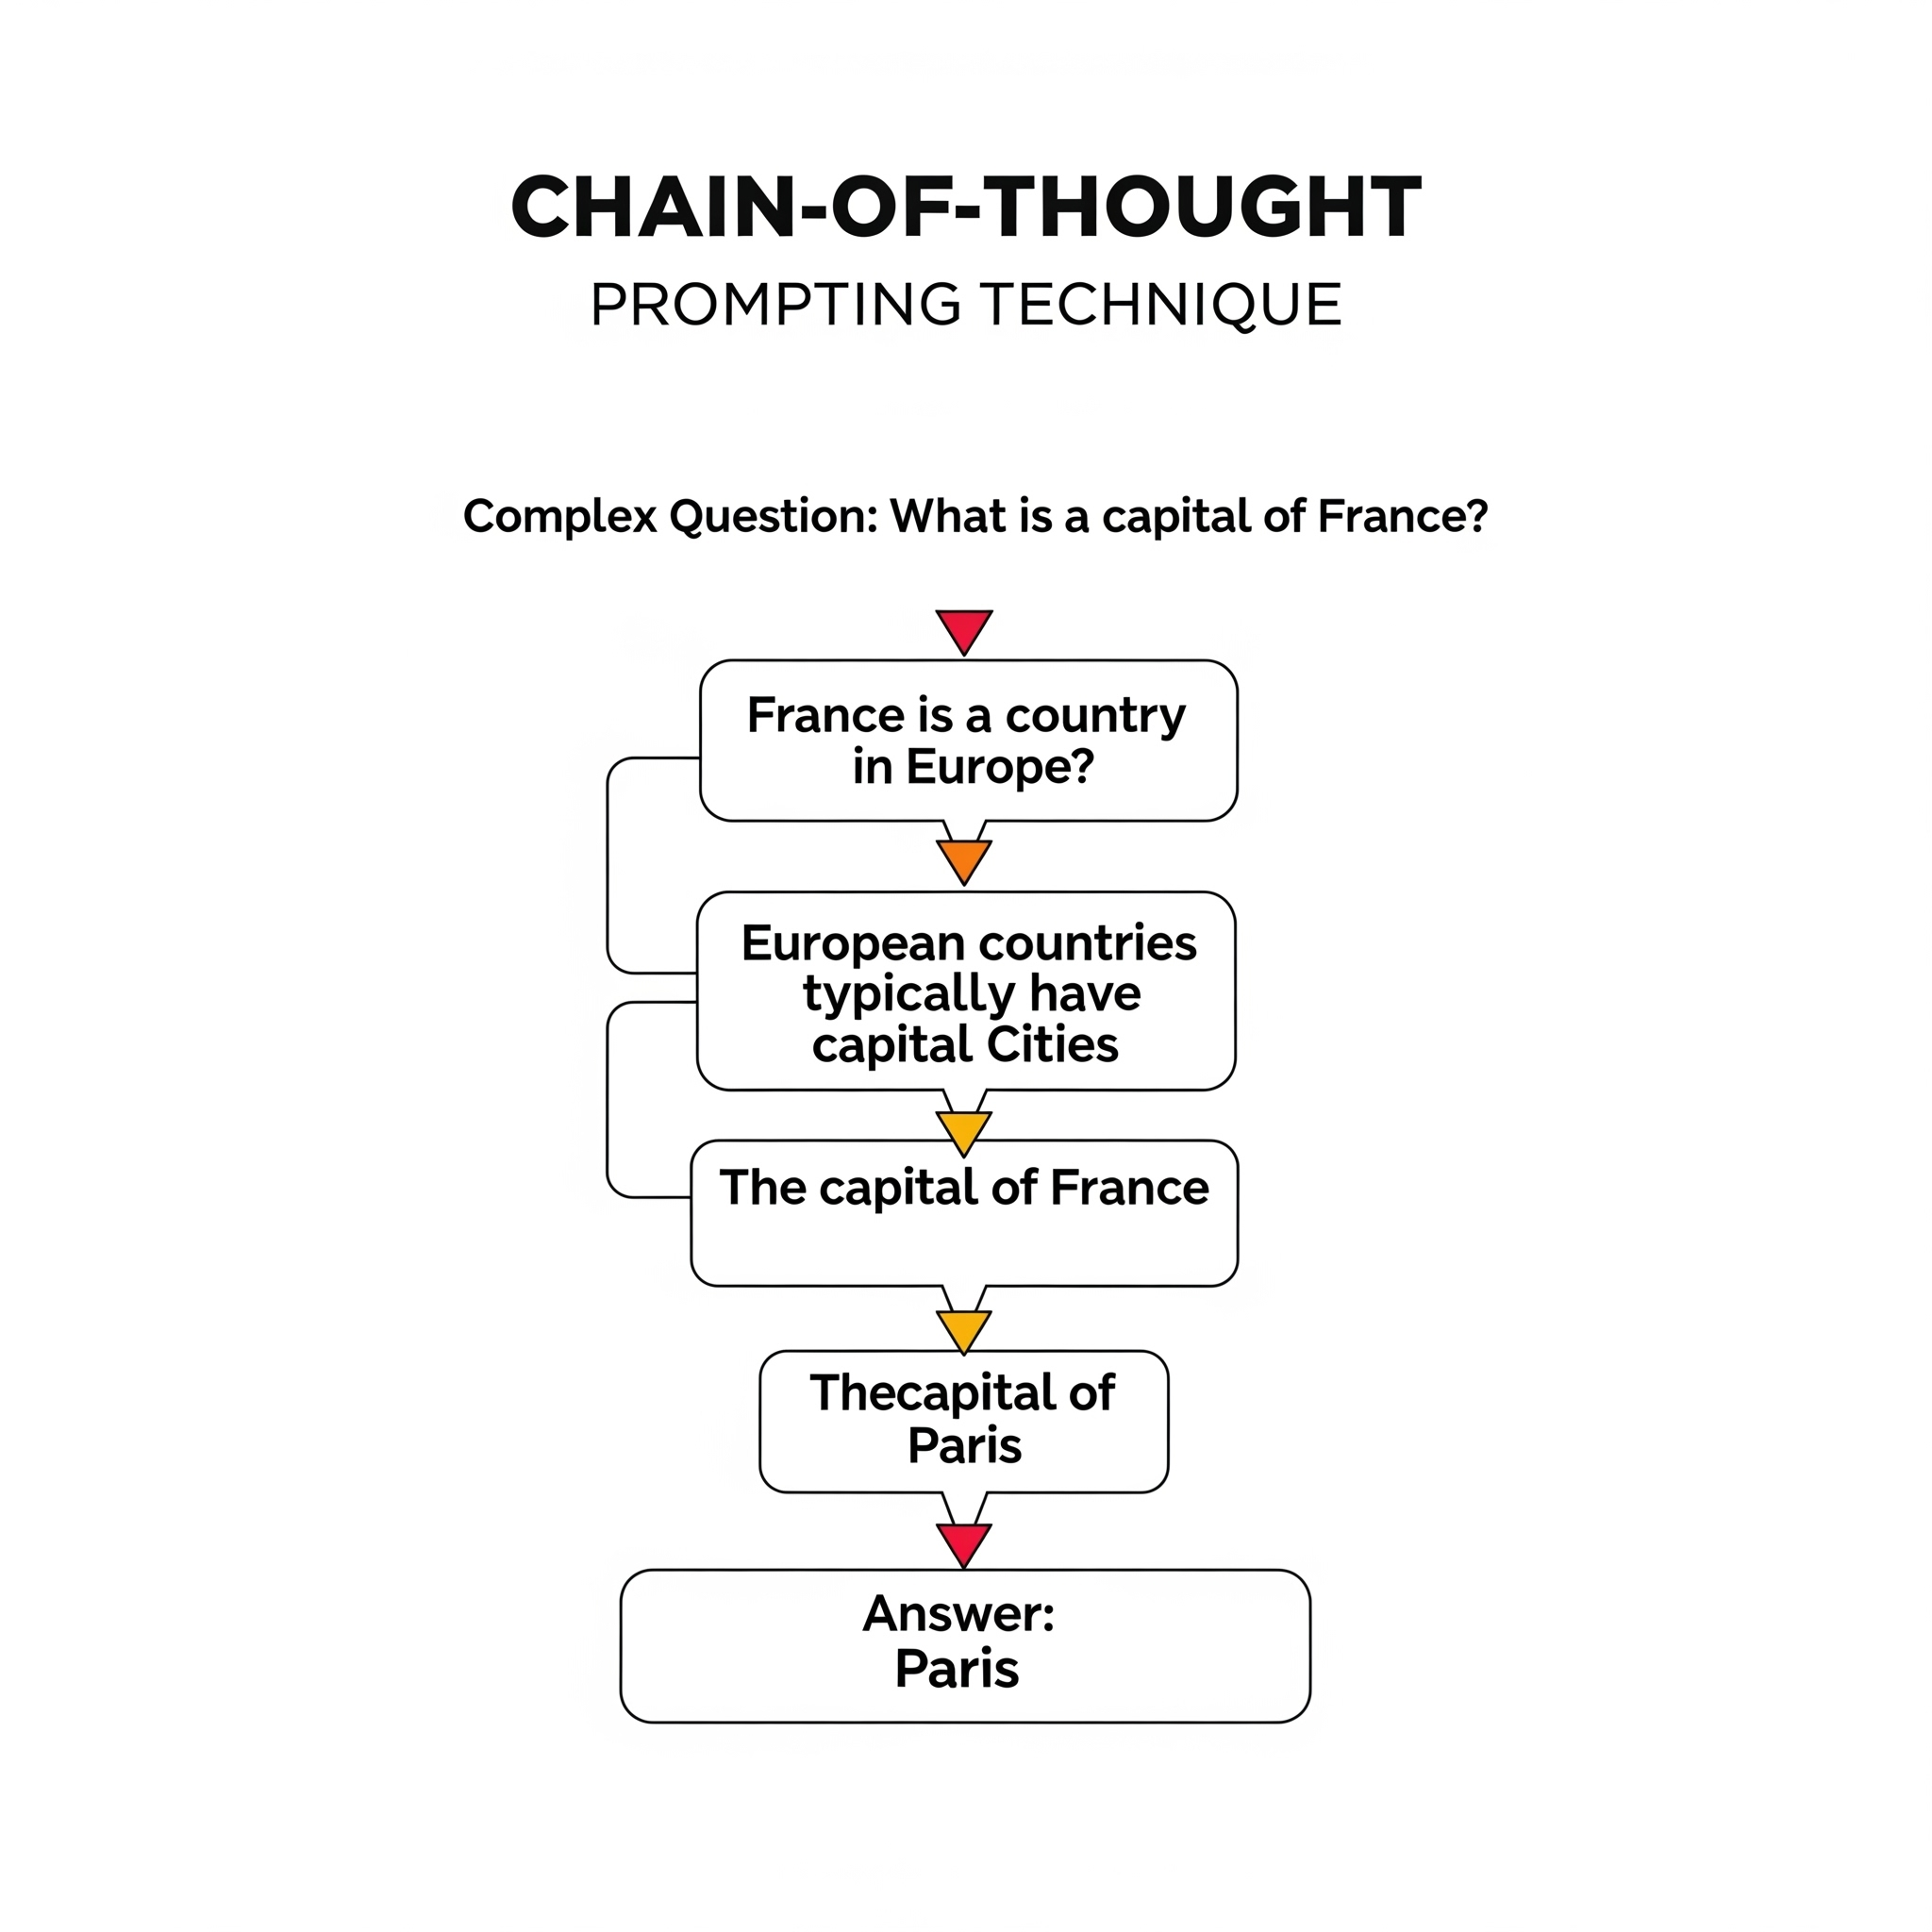 CHAIN-OF-THOUGHT
PROMPTING TECHNIQUE
Complex Question: What is a capital of France?
France is a country
in Europe?
European countries
typically have
capital Cities
The capital of France
Thecapital of
Paris
Answer:
Paris